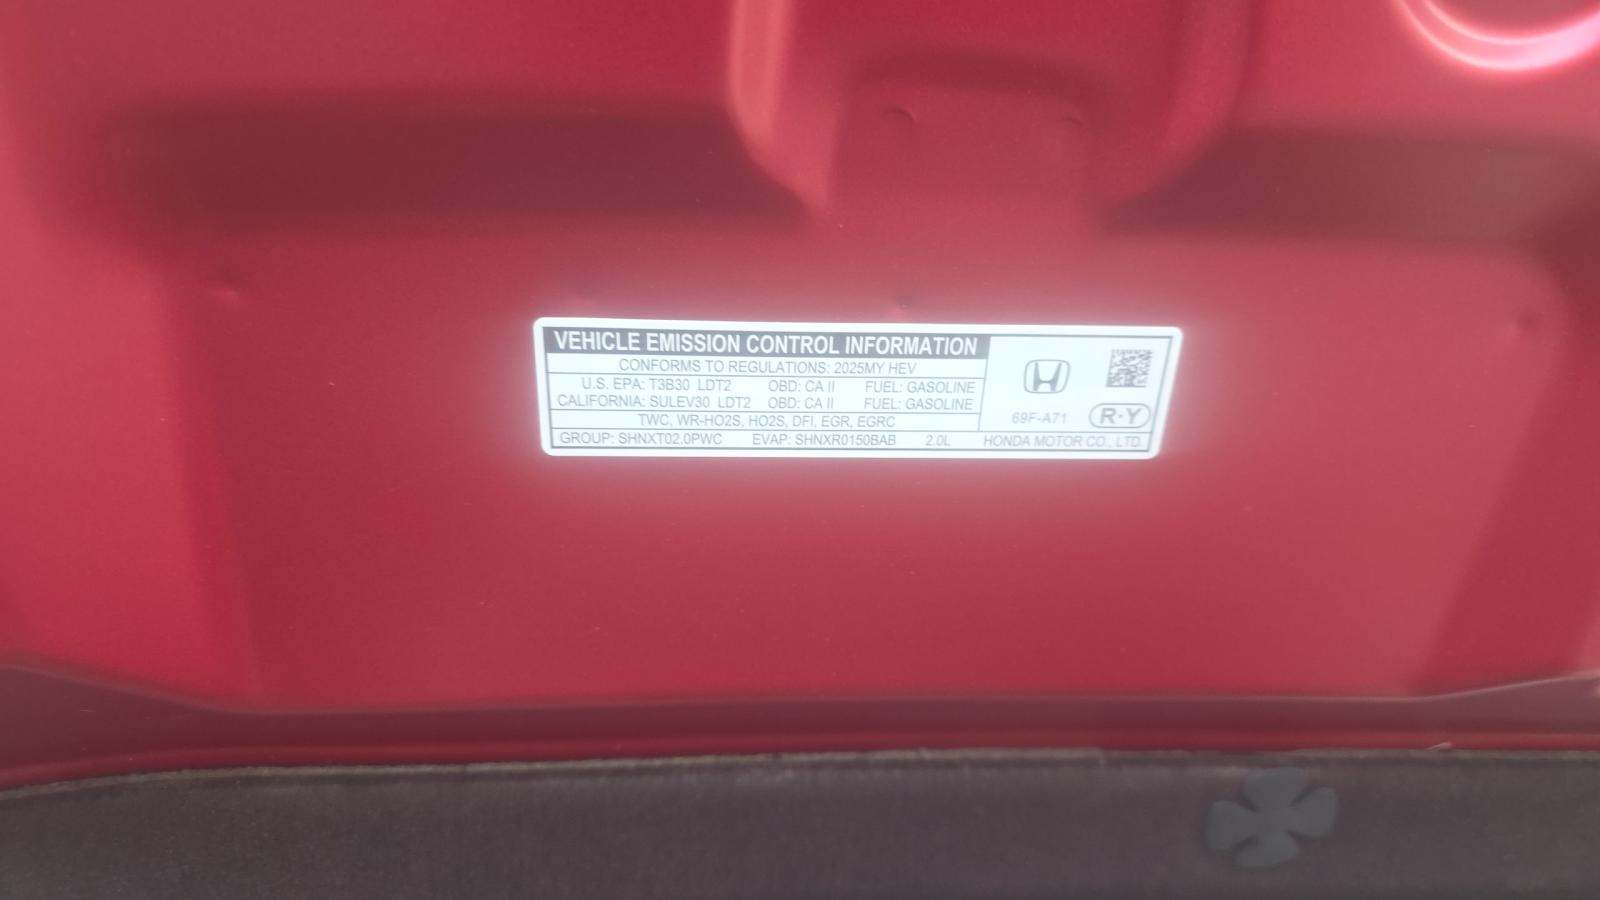 VEHICLE EMISSION CONTROL INFORMATION
CONFORMS TO REGULATIONS: 2025MY HEV
U.S. EPA: T3B30 LDT2 OBD: CA II FUEL: GASOLINE
CALIFORNIA: SULEV30 LDT2 OBD: CA II FUEL: GASOLINE
TWC, WR-HO2S, HO2S, DFI, EGR, EGRC
GROUP: SHNXT02.0PWC EVAP: SHNXR0150BAB 2.0L HONDA MOTOR CO., LTD.
69F-A71
R-Y